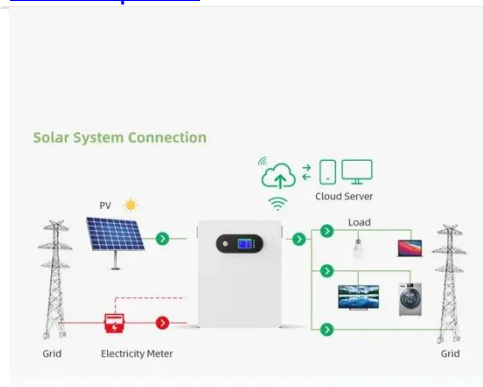 Solar System Connection
Cloud Server
PV
Load
Grid
Electricity Meter
Grid